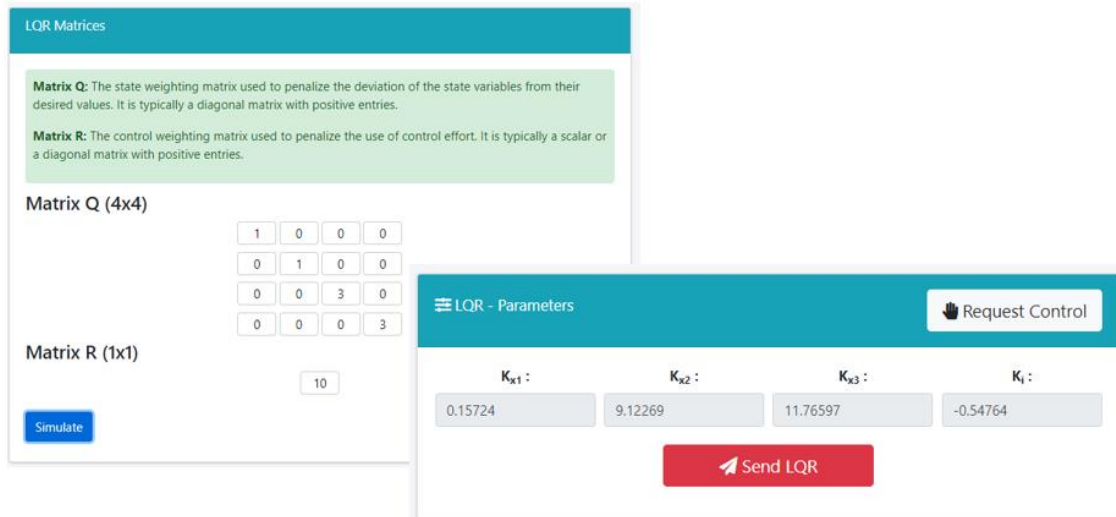 LQR Matrices
Matrix Q: The state weighting matrix used to penalize the deviation of the state variables from their
desired values. It is typically a diagonal matrix with positive entries.
Matrix R: The control weighting matrix used to penalize the use of control effort. It is typically a scalar or
a diagonal matrix with positive entries.
Matrix Q (4x4)
1 0 0 0
0 1 0 0
0 0 3 0
0 0 0 3
Matrix R (1x1)
10
Simulate
LQR - Parameters
Request Control
Kx1 : Kx2 : Kx3 : Ki :
0.15724 9.12269 11.76597 -0.54764
Send LQR